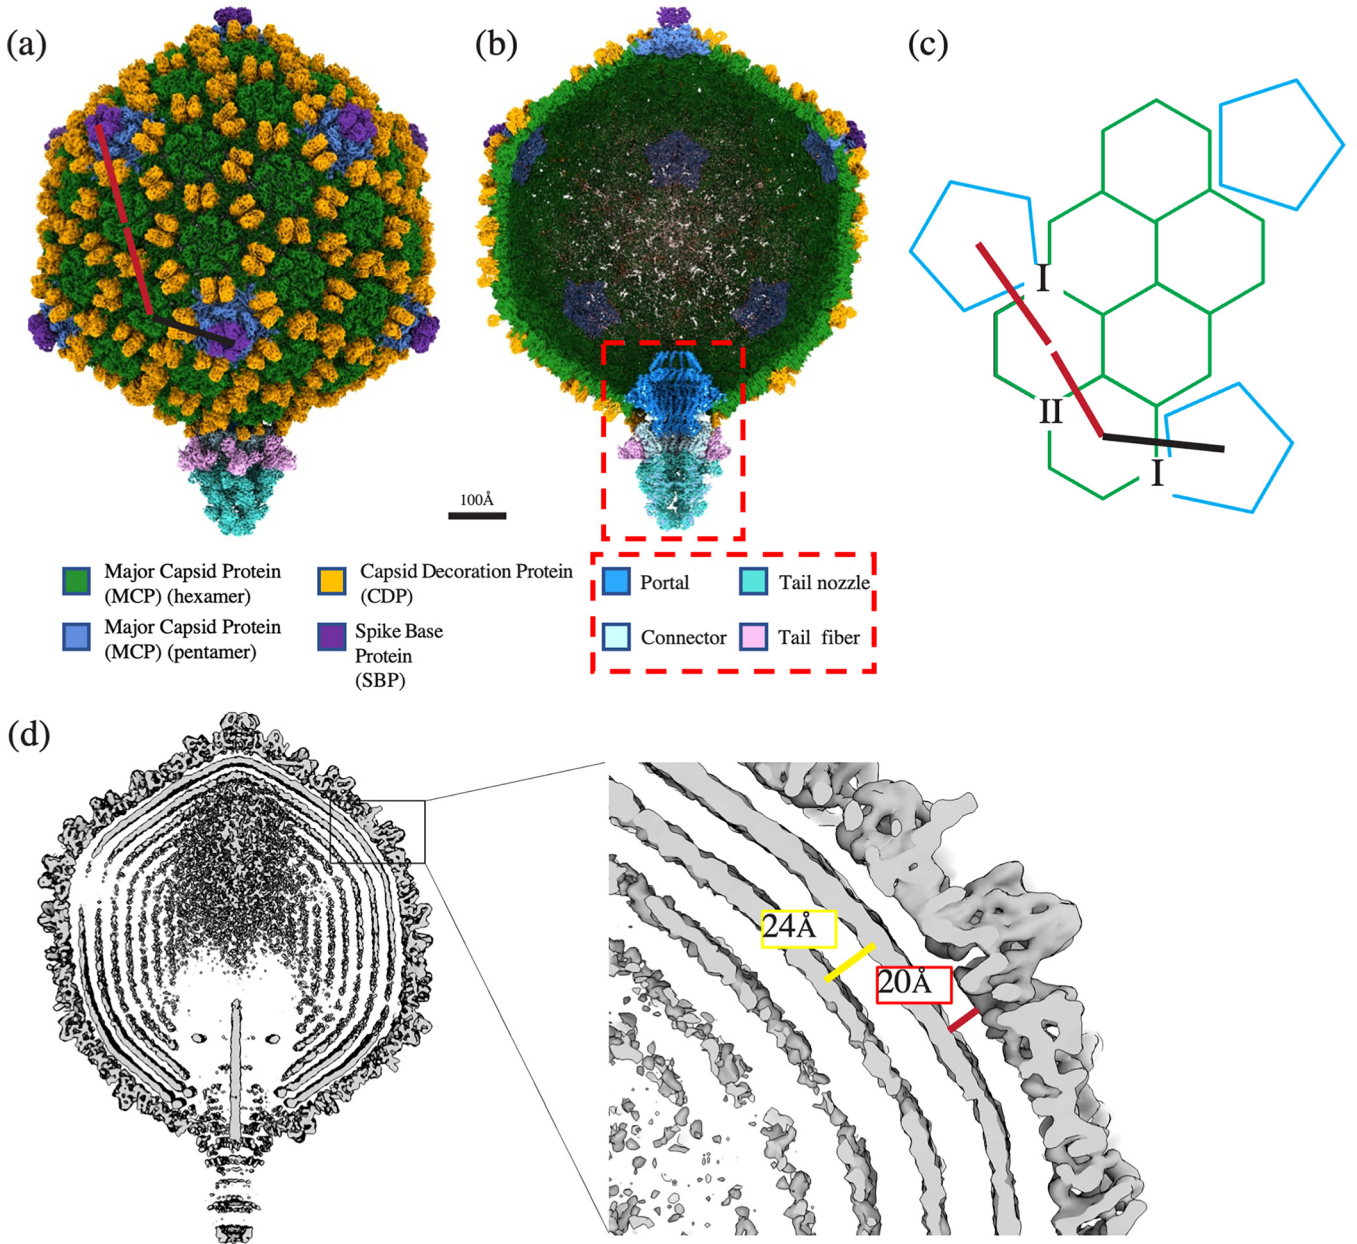 (a)
(b)
(c)
I
II
I
100Å
Major Capsid Protein
(MCP) (hexamer)
Capsid Decoration Protein
(CDP)
Major Capsid Protein
(MCP) (pentamer)
Spike Base
Protein
(SBP)
Portal
Tail nozzle
Connector
Tail fiber
(d)
24Å
20Å